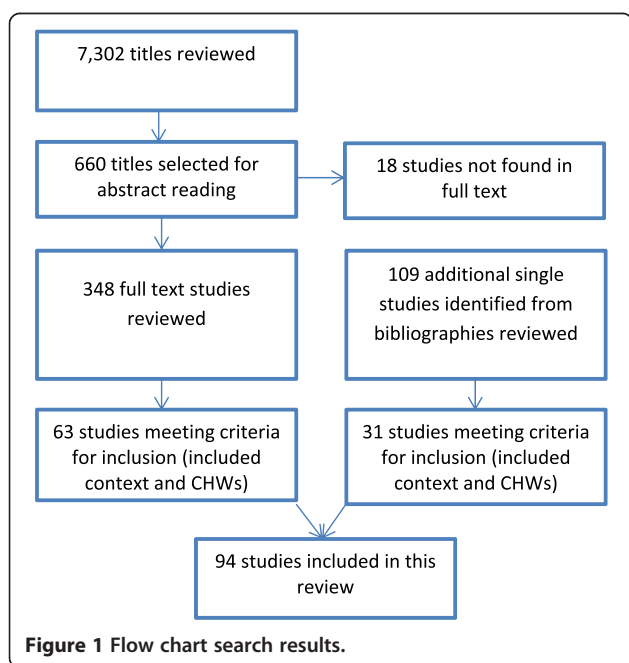 7,302 titles reviewed
660 titles selected for
abstract reading
18 studies not found in
full text
348 full text studies
reviewed
109 additional single
studies identified from
bibliographies reviewed
63 studies meeting criteria
for inclusion (included
context and CHWs)
31 studies meeting criteria
for inclusion (included
context and CHWs)
94 studies included in this
review
Figure 1 Flow chart search results.